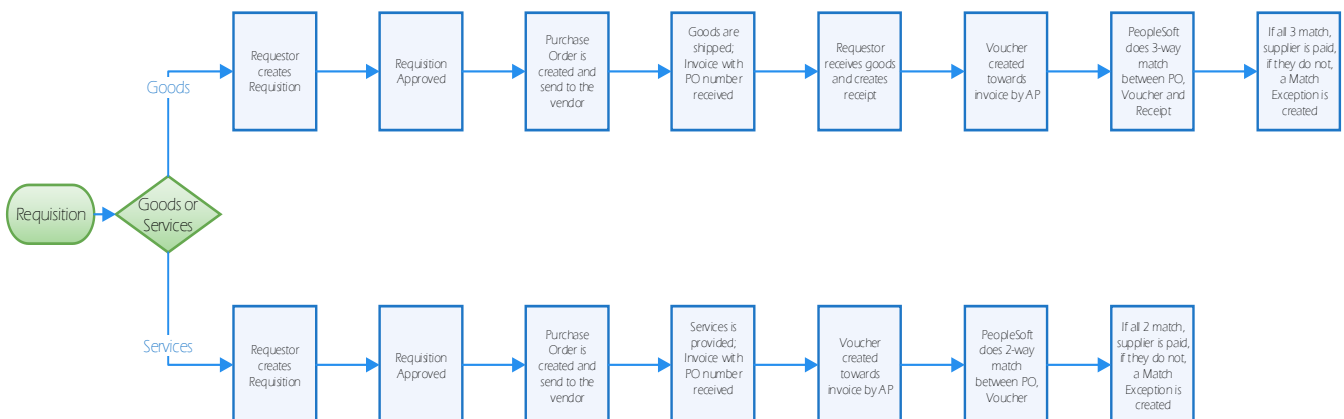 Requisition
Goods or
Services
Goods
Requestor
creates
Requisition
Requisition
Approved
Purchase
Order is
created and
send to the
vendor
Goods are
shipped;
Invoice with
PO number
received
Requestor
receives goods
and creates
receipt
Voucher
created
towards
invoice by AP
PeopleSoft
does 3-way
match
between PO,
Voucher and
Receipt
If all 3 match,
supplier is paid,
if they do not,
a Match
Exception is
created
Services
Requestor
creates
Requisition
Requisition
Approved
Purchase
Order is
created and
send to the
vendor
Services is
provided;
Invoice with
PO number
received
Voucher
created
towards
invoice by AP
PeopleSoft
does 2-way
match
between PO,
Voucher
If all 2 match,
supplier is paid,
if they do not,
a Match
Exception is
created